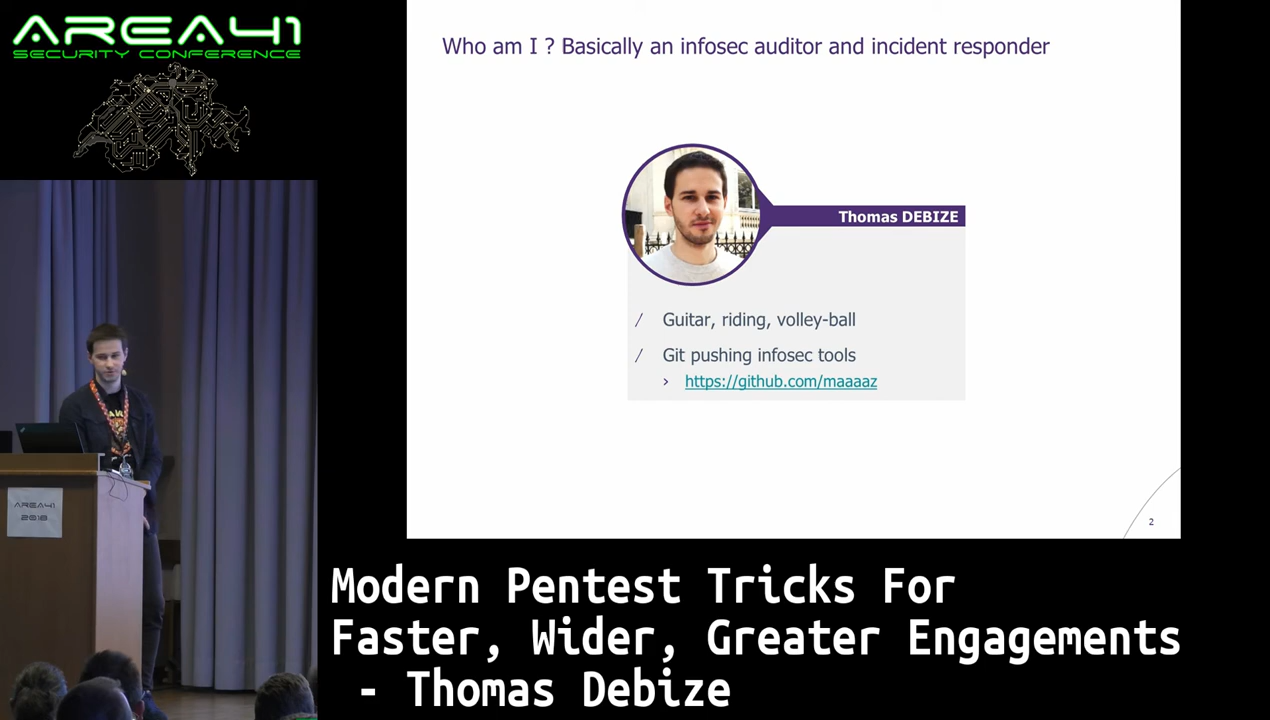 AREA41
SECURITY CONFERENCE
Who am I ? Basically an infosec auditor and incident responder
Thomas DEBIZE
/ Guitar, riding, volley-ball
/ Git pushing infosec tools
› https://github.com/maaaaz
2
AREA41
2018
Modern Pentest Tricks For
Faster, Wider, Greater Engagements
- Thomas Debize